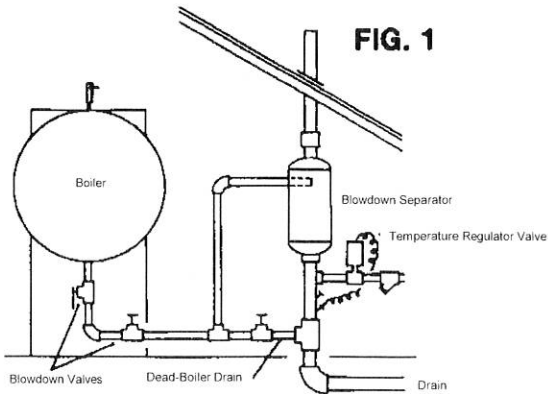 FIG. 1
Boiler
Blowdown Separator
Temperature Regulator Valve
Blowdown Valves
Dead-Boiler Drain
Drain